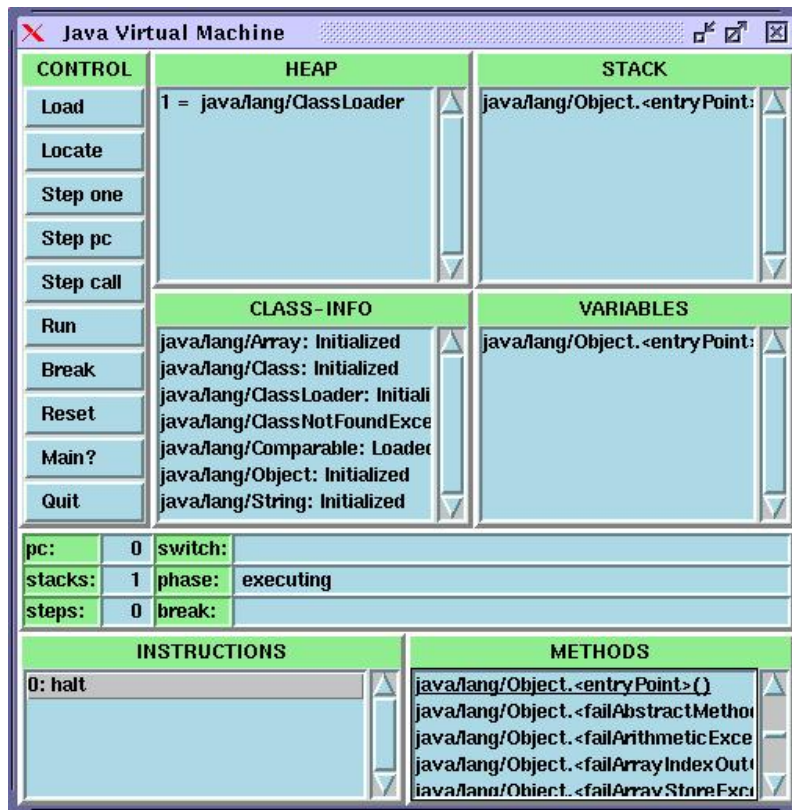 Java Virtual Machine
CONTROL
Load
Locate
Step one
Step pc
Step call
Run
Break
Reset
Main?
Quit
HEAP
1 = java/lang/ClassLoader
STACK
java/lang/Object.<entryPoint>
CLASS-INFO
java/lang/Array: Initialized
java/lang/Class: Initialized
java/lang/ClassLoader: Initiali
java/lang/ClassNotFoundExce
java/lang/Comparable: Loaded
java/lang/Object: Initialized
java/lang/String: Initialized
VARIABLES
java/lang/Object.<entryPoint>
pc: 0 switch:
stacks: 1 phase: executing
steps: 0 break:
INSTRUCTIONS
0: halt
METHODS
java/lang/Object.<entryPoint>()
java/lang/Object.<failAbstractMethod
java/lang/Object.<failArithmeticExce
java/lang/Object.<failArrayIndexOutO
java/lang/Object.<failArrayStoreExce